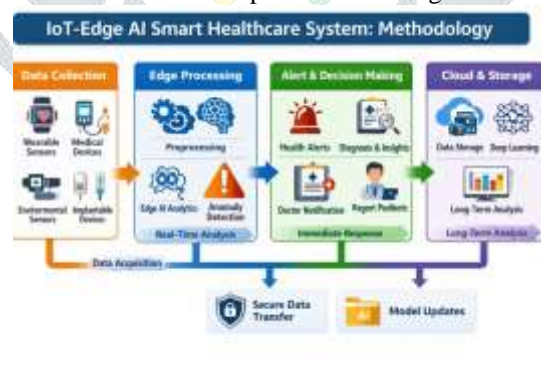 IoT-Edge AI Smart Healthcare System: Methodology
Data Collection
Edge Processing
Alert & Decision Making
Cloud & Storage
Wearable Sensors
Medical Devices
Environmental Sensors
Implantable Devices
Preprocessing
Edge AI Analytics
Anomaly Detection
Real-Time Analysis
Health Alerts
Diagnosis & Insights
Doctor Notification
Immediate Response
Data Storage
Deep Learning
Long-Term Analysis
Long-Term Analysis
Data Acquisition
Secure Data
Transfer
AI
Model Updates